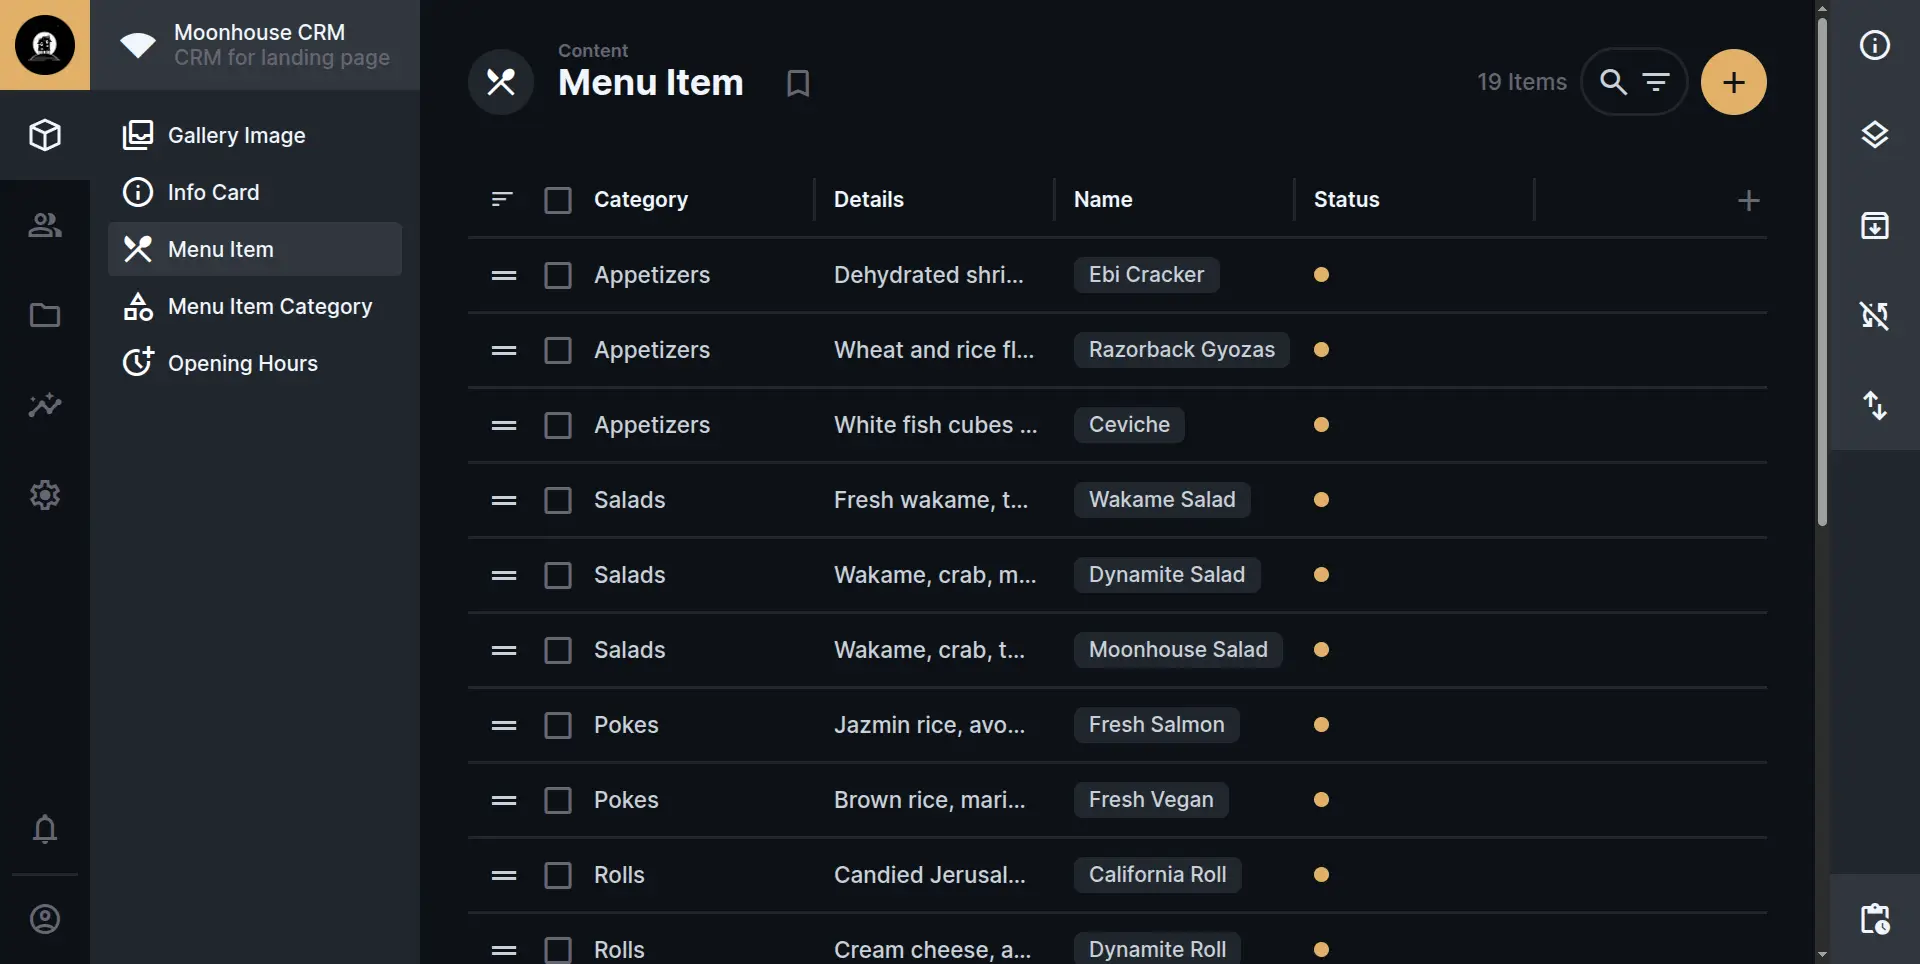 Moonhouse CRM
CRM for landing page
Gallery Image
Info Card
Menu Item
Menu Item Category
Opening Hours
Content
Menu Item
19 Items
Category Details Name Status
Appetizers Dehydrated shri... Ebi Cracker
Appetizers Wheat and rice fl... Razorback Gyozas
Appetizers White fish cubes ... Ceviche
Salads Fresh wakame, t... Wakame Salad
Salads Wakame, crab, m... Dynamite Salad
Salads Wakame, crab, t... Moonhouse Salad
Pokes Jazmin rice, avo... Fresh Salmon
Pokes Brown rice, mari... Fresh Vegan
Rolls Candied Jerusal... California Roll
Rolls Cream cheese, a... Dynamite Roll